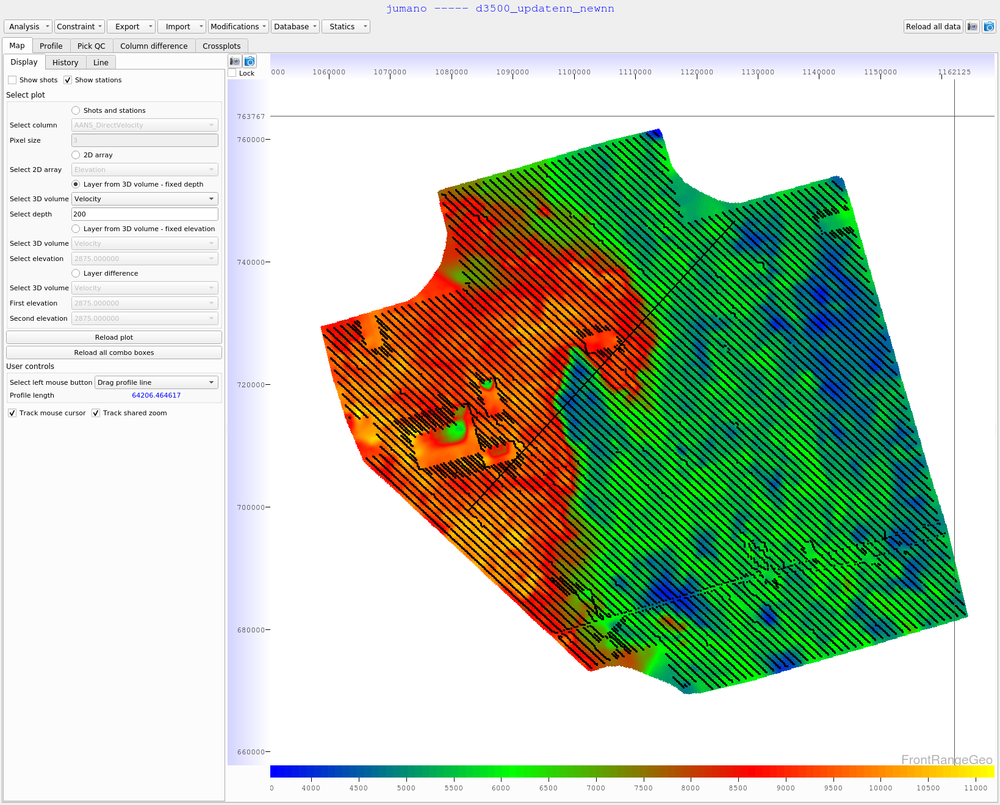 jumano ----- d3500_updatenn_newnn
Analysis Constraint Export Import Modifications Database Statics Reload all data
Map Profile Pick QC Column difference Crossplots
Display History Line
Lock
Show shots Show stations
Select plot
Shots and stations
Select column AANS_DirectVelocity
Pixel size 3
2D array
Select 2D array Elevation
Layer from 3D volume - fixed depth
Select 3D volume Velocity
Select depth 200
Layer from 3D volume - fixed elevation
Select 3D volume Velocity
Select elevation 2875.000000
Layer difference
Select 3D volume Velocity
First elevation 2875.000000
Second elevation 2875.000000
Reload plot
Reload all combo boxes
User controls
Select left mouse button Drag profile line
Profile length 64206.464617
Track mouse cursor Track shared zoom
000 1060000 1070000 1080000 1090000 1100000 1110000 1120000 1130000 1140000 1150000 1162125
763767
760000
740000
720000
700000
680000
660000
FrontRangeGeo
0 4000 4500 5000 5500 6000 6500 7000 7500 8000 8500 9000 9500 10000 10500 11000